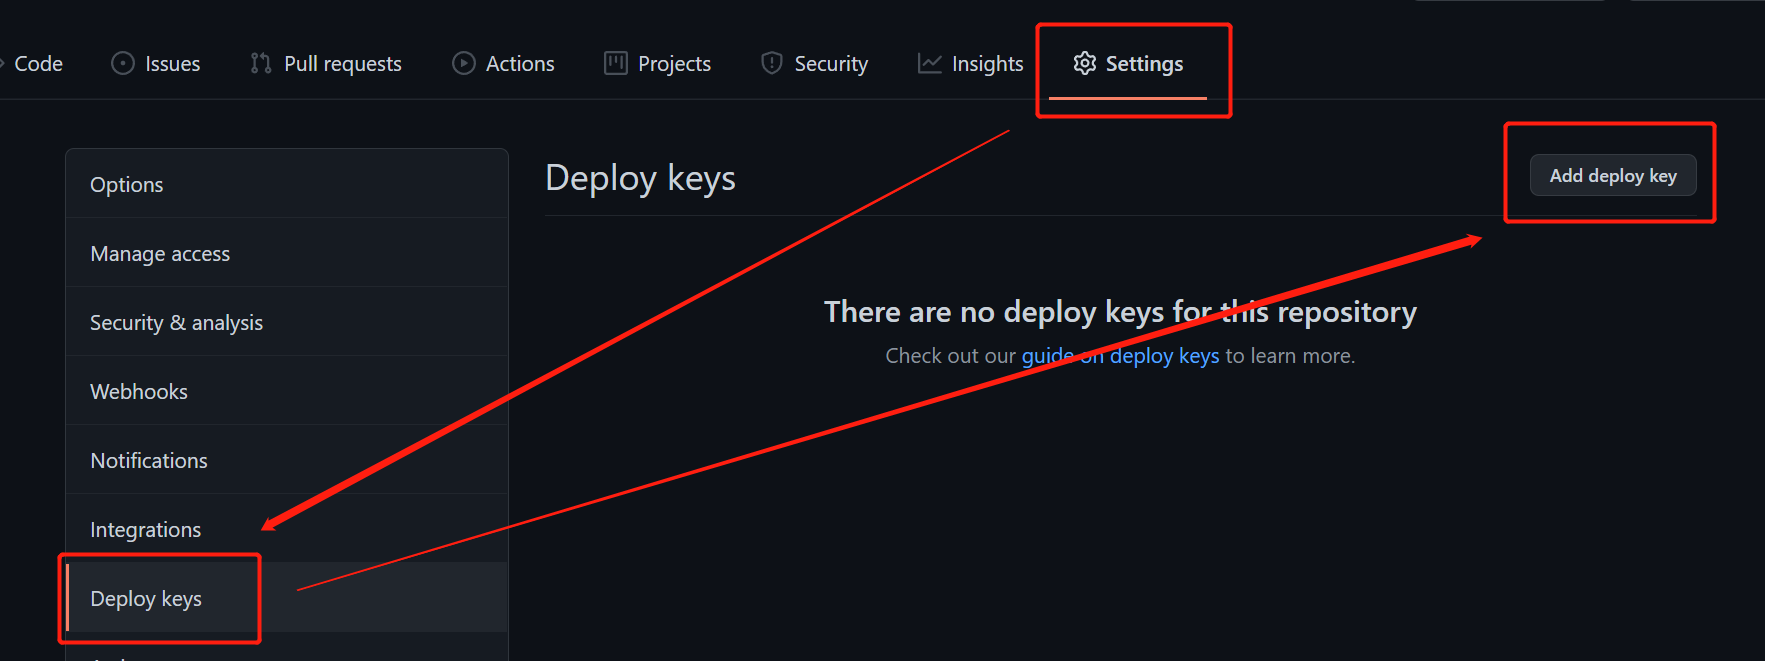 Code Issues Pull requests Actions Projects Security Insights Settings
Options
Manage access
Security & analysis
Webhooks
Notifications
Integrations
Deploy keys
Deploy keys
Add deploy key
There are no deploy keys for this repository
Check out our guide on deploy keys to learn more.